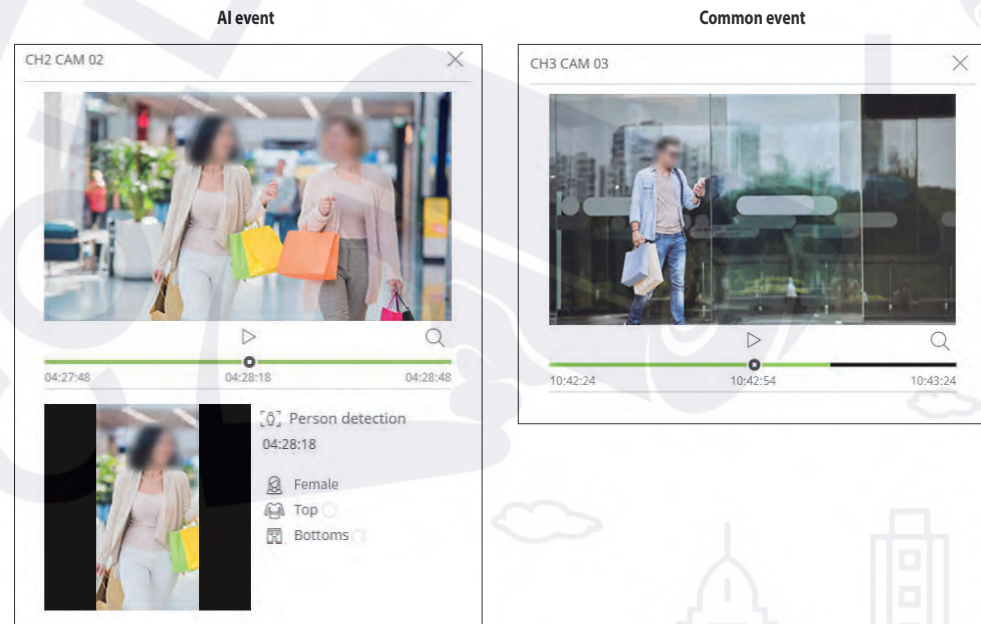 AI event
CH2 CAM 02
04:27:48 04:28:18 04:28:48
Person detection
04:28:18
Female
Top
Bottoms
Common event
CH3 CAM 03
10:42:24 10:42:54 10:43:24